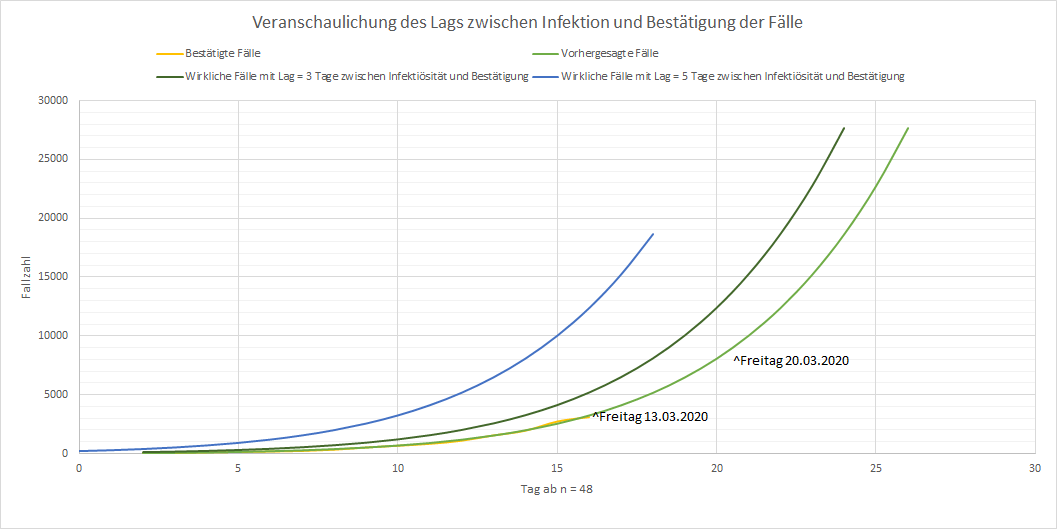 Veranschaulichung des Lags zwischen Infektion und Bestätigung der Fälle
Bestätigte Fälle
Vorhergesagte Fälle
Wirkliche Fälle mit Lag = 3 Tage zwischen Infektiösität und Bestätigung
Wirkliche Fälle mit Lag = 5 Tage zwischen Infektiösität und Bestätigung
30000
25000
20000
15000
10000
5000
0
Fallzahl
^Freitag 20.03.2020
^Freitag 13.03.2020
0 5 10 15 20 25 30
Tag ab n = 48